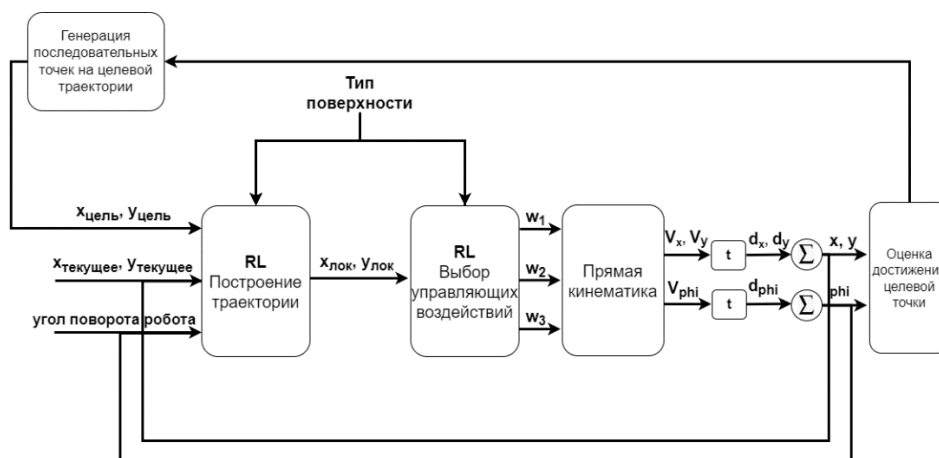 Генерация
последовательных
точек на целевой
траектории
Тип
поверхности
xцель, yцель
xтекущее, yтекущее
угол поворота робота
RL
Построение
траектории
xлок, yлок
RL
Выбор
управляющих
воздействий
w1
w2
w3
Прямая
кинематика
Vx, Vy
t
dx, dy
Σ
x, y
Vphi
t
dphi
Σ
phi
Оценка
достижени
целевой
точки